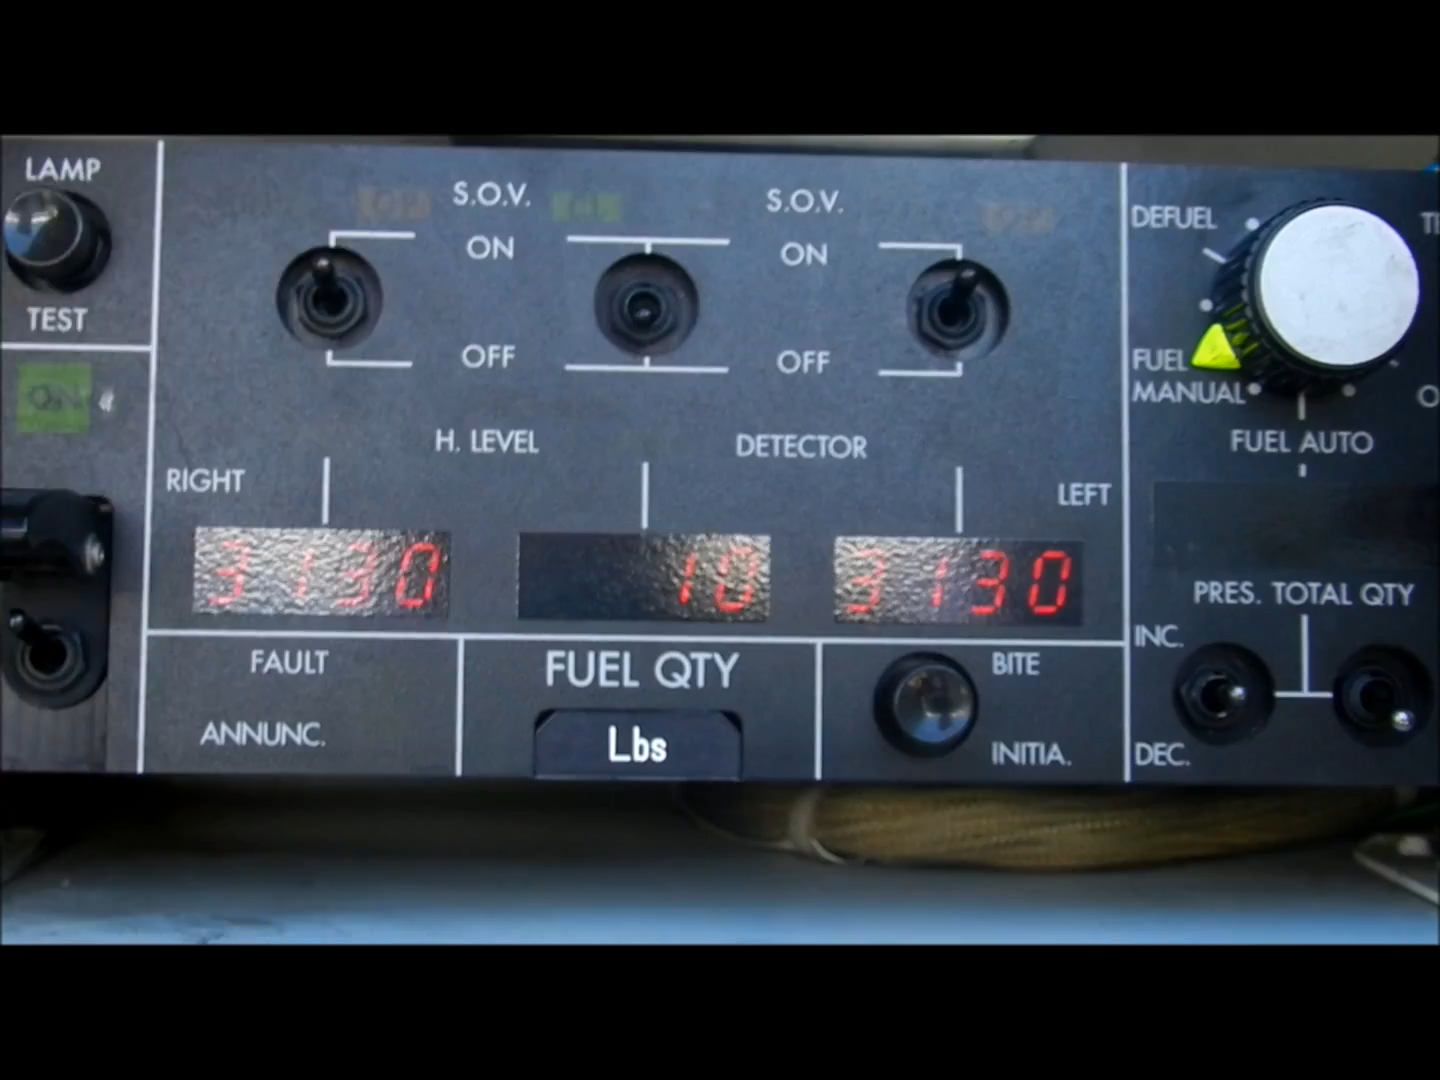 LAMP
TEST
ON
S.O.V.
ON
OFF
S.O.V.
ON
OFF
H. LEVEL
DETECTOR
RIGHT
LEFT
3130
10
3130
FAULT
ANNUNC.
FUEL QTY
Lbs
BITE
INITIA.
DEFUEL
FUEL
MANUAL
FUEL AUTO
PRES. TOTAL QTY
INC.
DEC.